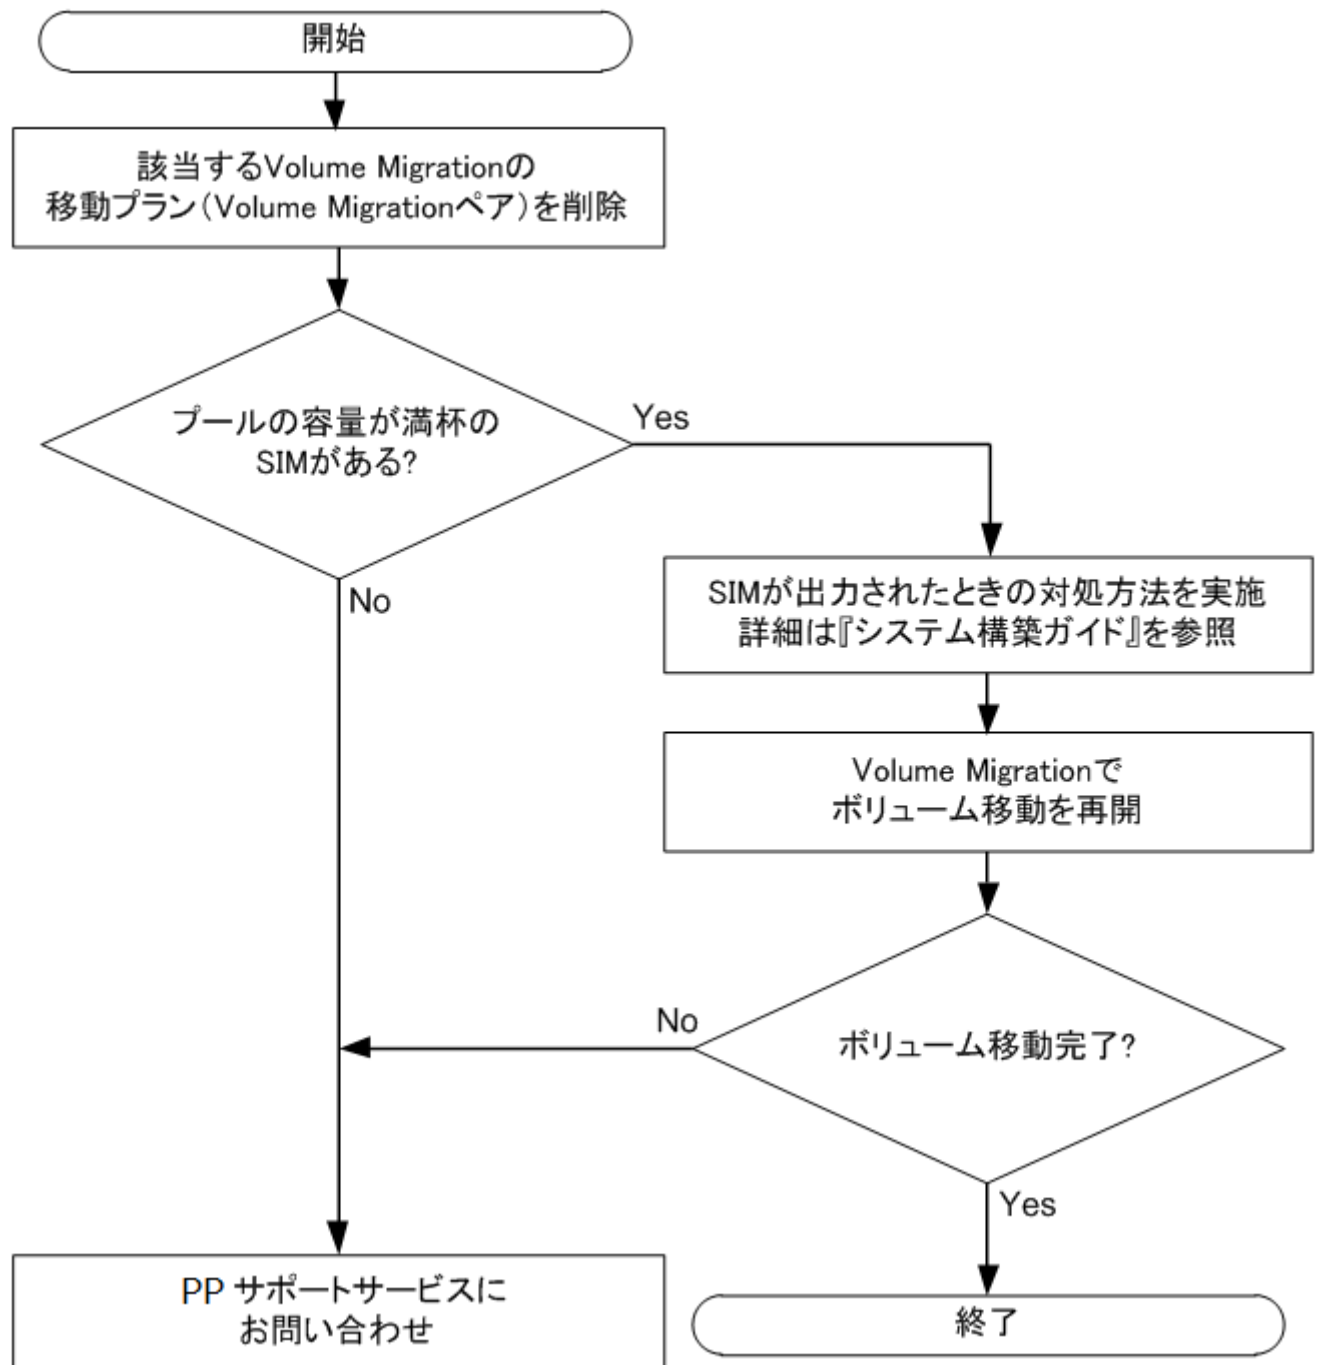 開始
該当するVolume Migrationの
移動プラン（Volume Migrationペア）を削除
プールの容量が満杯の
SIMがある?
Yes
No
SIMが出力されたときの対処方法を実施
詳細は『システム構築ガイド』を参照
Volume Migrationで
ボリューム移動を再開
No
ボリューム移動完了?
Yes
PP サポートサービスに
お問い合わせ
終了